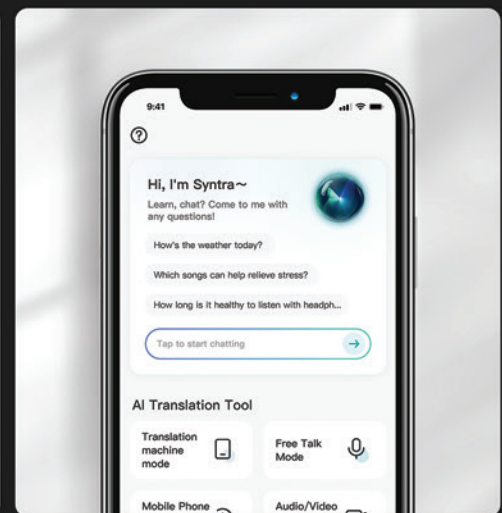 9:41
Hi, I'm Syntra~
Learn, chat? Come to me with
any questions!
How's the weather today?
Which songs can help relieve stress?
How long is it healthy to listen with headph...
Tap to start chatting
AI Translation Tool
Translation
machine
mode
Free Talk
Mode
Mobile Phone
Audio/Video